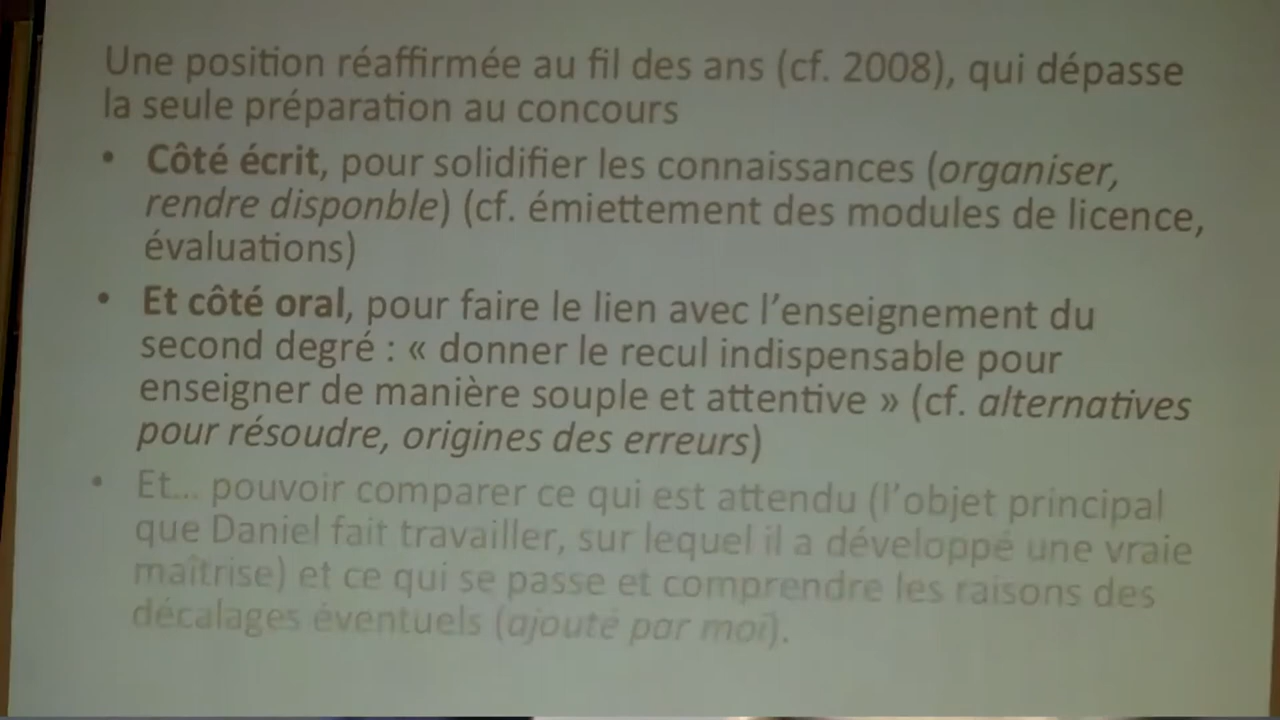 Une position réaffirmée au fil des ans (cf. 2008), qui dépasse
la seule préparation au concours
• Côté écrit, pour solidifier les connaissances (organiser,
rendre disponble) (cf. émiettement des modules de licence,
évaluations)
• Et côté oral, pour faire le lien avec l'enseignement du
second degré : « donner le recul indispensable pour
enseigner de manière souple et attentive » (cf. alternatives
pour résoudre, origines des erreurs)
• Et... pouvoir comparer ce qui est attendu (l'objet principal
que Daniel fait travailler, sur lequel il a développé une vraie
maîtrise) et ce qui se passe et comprendre les raisons des
décalages éventuels (ajouté par moi).